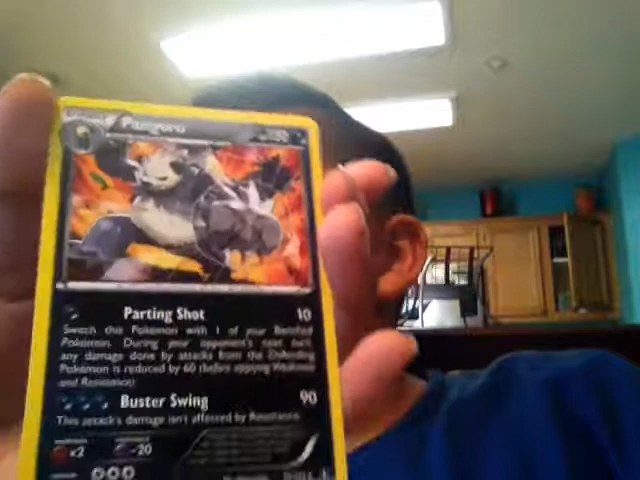 Pangoro
Parting Shot 10
Switch this Pokémon with 1 of your Benched
Pokémon. During your opponent's next turn,
any damage done by attacks from the Defending
Pokémon is reduced by 60 (before applying Weakness
and Resistance).
Buster Swing 90
This attack's damage isn't affected by Resistance.
×2 -20